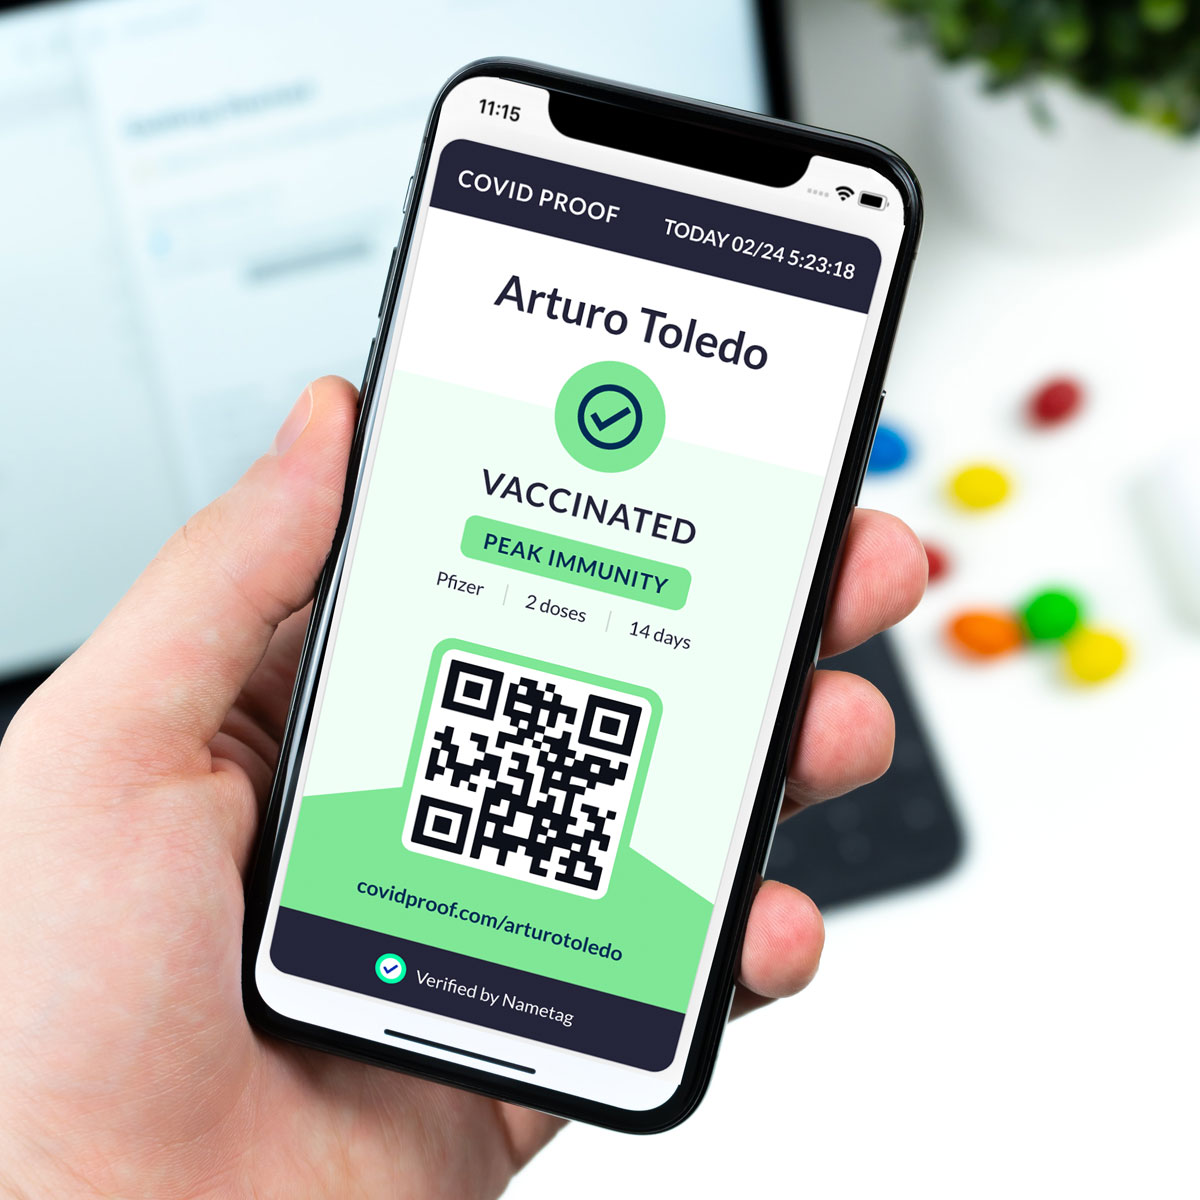 11:15
COVID PROOF
TODAY 02/24 5:23:18
Arturo Toledo
VACCINATED
PEAK IMMUNITY
Pfizer
2 doses
14 days
covidproof.com/arturotoledo
Verified by Nametag